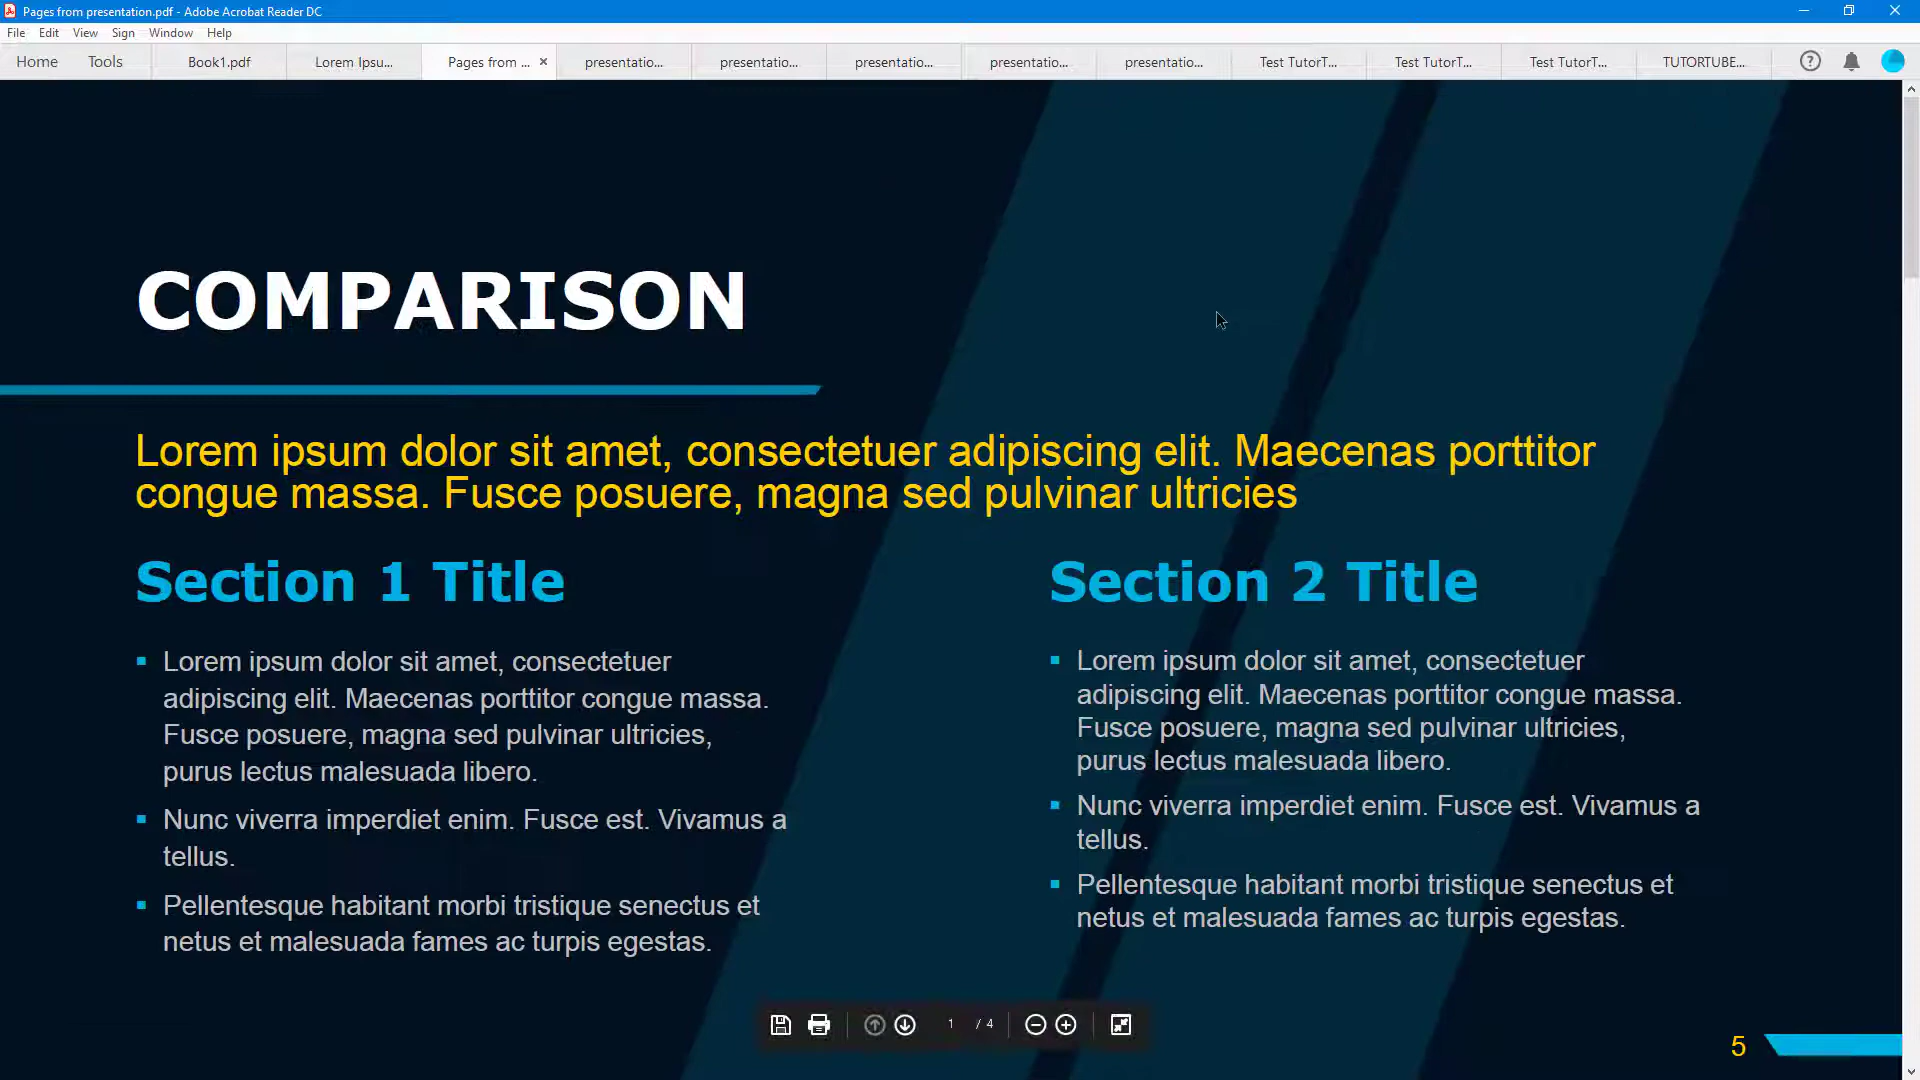 Pages from presentation.pdf - Adobe Acrobat Reader DC
File Edit View Sign Window Help
Home Tools Book1.pdf Lorem Ipsu... Pages from ... presentatio... presentatio... presentatio... presentatio... presentatio... Test TutorT... Test TutorT... Test TutorT... TUTORTUBE...
COMPARISON
Lorem ipsum dolor sit amet, consectetuer adipiscing elit. Maecenas porttitor
congue massa. Fusce posuere, magna sed pulvinar ultricies
Section 1 Title
Lorem ipsum dolor sit amet, consectetuer
adipiscing elit. Maecenas porttitor congue massa.
Fusce posuere, magna sed pulvinar ultricies,
purus lectus malesuada libero.
Nunc viverra imperdiet enim. Fusce est. Vivamus a
tellus.
Pellentesque habitant morbi tristique senectus et
netus et malesuada fames ac turpis egestas.
Section 2 Title
Lorem ipsum dolor sit amet, consectetuer
adipiscing elit. Maecenas porttitor congue massa.
Fusce posuere, magna sed pulvinar ultricies,
purus lectus malesuada libero.
Nunc viverra imperdiet enim. Fusce est. Vivamus a
tellus.
Pellentesque habitant morbi tristique senectus et
netus et malesuada fames ac turpis egestas.
1 / 4
5